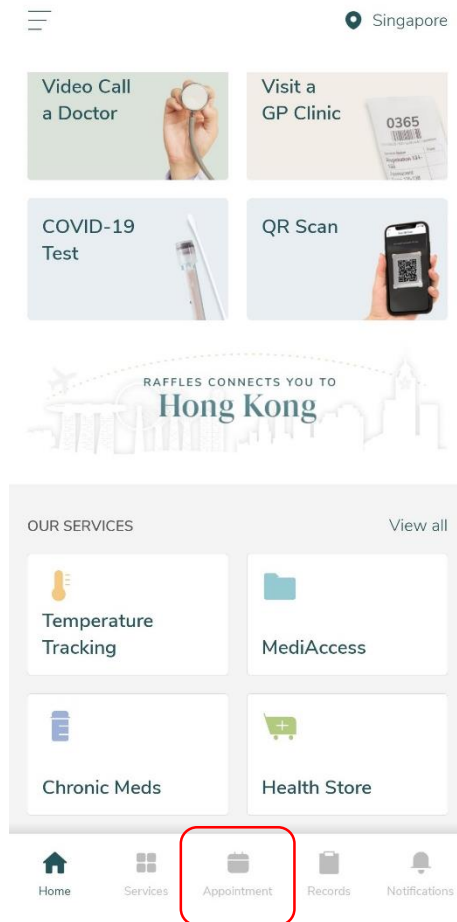 Singapore
Video Call
a Doctor
Visit a
GP Clinic
0365
COVID-19
Test
QR Scan
RAFFLES CONNECTS YOU TO
Hong Kong
OUR SERVICES
View all
Temperature
Tracking
MediAccess
Chronic Meds
Health Store
Home
Services
Appointment
Records
Notifications